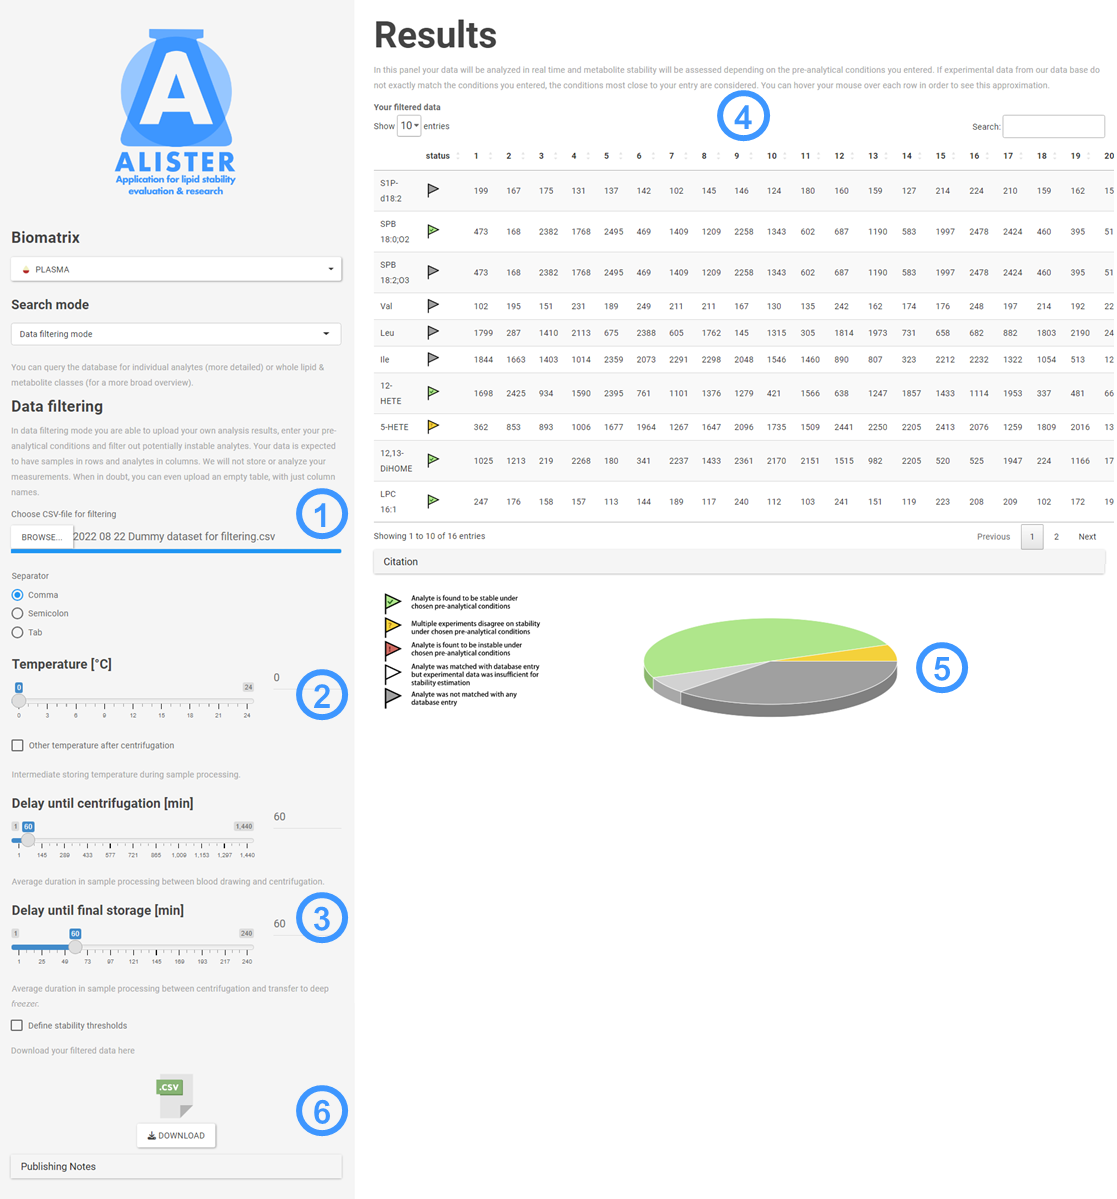 ALISTER
Application for lipid stability
evaluation & research
Biomatrix
PLASMA
Search mode
Data filtering mode
You can query the database for individual analytes (more detailed) or whole lipid &
metabolite classes (for a more broad overview).
Data filtering
In data filtering mode you are able to upload your own analysis results, enter your pre-
analytical conditions and filter out potentially instable analytes. Your data is expected
to have samples in rows and analytes in columns. We will not store or analyze your
measurements. When in doubt, you can even upload an empty table, with just column
names.
1
Choose CSV-file for filtering
BROWSE... 2022 08 22 Dummy dataset for filtering.csv
Separator
Comma
Semicolon
Tab
Temperature [°C]
0 24 0
2
0 3 6 9 12 15 18 21 24
Other temperature after centrifugation
Intermediate storing temperature during sample processing.
Delay until centrifugation [min]
1 60 1,440 60
1 145 289 433 577 721 865 1,009 1,153 1,297 1,440
Average duration in sample processing between blood drawing and centrifugation.
Delay until final storage [min]
3
1 60 240 60
1 25 49 73 97 121 145 169 193 217 240
Average duration in sample processing between centrifugation and transfer to deep
freezer.
Define stability thresholds
Download your filtered data here
.CSV
6
DOWNLOAD
Publishing Notes
Results
In this panel your data will be analyzed in real time and metabolite stability will be assessed depending on the pre-analytical conditions you entered. If experimental data from our data base do
not exactly match the conditions you entered, the conditions most close to your entry are considered. You can hover your mouse over each row in order to see this approximation.
Your filtered data
4
Show 10 entries Search:
status 1 2 3 4 5 6 7 8 9 10 11 12 13 14 15 16 17 18 19 20
S1P-
d18:2 199 167 175 131 137 142 102 145 146 124 180 160 159 127 214 224 210 159 162 15
SPB
18:0;O2 473 168 2382 1768 2495 469 1409 1209 2258 1343 602 687 1190 583 1997 2478 2424 460 395 51
SPB
18:2;O3 473 168 2382 1768 2495 469 1409 1209 2258 1343 602 687 1190 583 1997 2478 2424 460 395 51
Val 102 195 151 231 189 249 211 211 167 130 135 242 162 174 176 248 197 214 192 22
Leu 1799 287 1410 2113 675 2388 605 1762 145 1315 305 1814 1973 731 658 682 882 1803 2190 24
Ile 1844 1663 1403 1014 2359 2073 2291 2298 2048 1546 1460 890 807 323 2212 2232 1322 1054 513 12
12-
HETE 1698 2425 934 1590 2395 761 1101 1376 1279 421 1566 638 1247 1857 1433 1114 1953 337 481 66
5-HETE 362 853 893 1006 1677 1964 1267 1647 2096 1735 1509 2441 2250 2205 2413 2076 1259 1809 2016 13
12,13-
DiHOME 1025 1213 219 2268 180 341 2237 1433 2361 2170 2151 1515 982 2205 520 525 1947 224 1166 17
LPC
16:1 247 176 158 157 113 144 189 117 240 112 103 241 151 119 223 208 209 102 172 19
Showing 1 to 10 of 16 entries Previous 1 2 Next
Citation
Analyte is found to be stable under
chosen pre-analytical conditions
Multiple experiments disagree on stability
under chosen pre-analytical conditions
Analyte is fount to be instable under
chosen pre-analytical conditions
Analyte was matched with database entry
but experimental data was insufficient for
stability estimation
Analyte was not matched with any
database entry
5